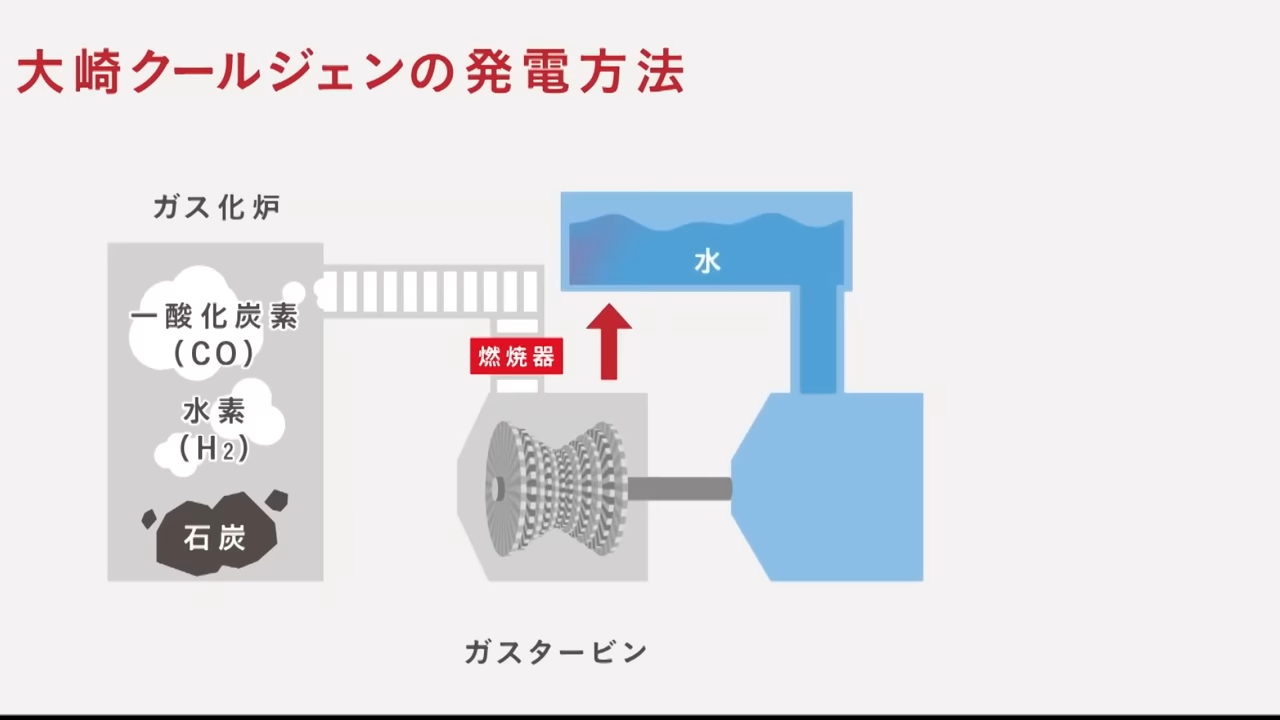 大崎クールジェンの発電方法
ガス化炉
一酸化炭素
(CO)
水素
(H2)
石炭
燃焼器
水
ガスタービン